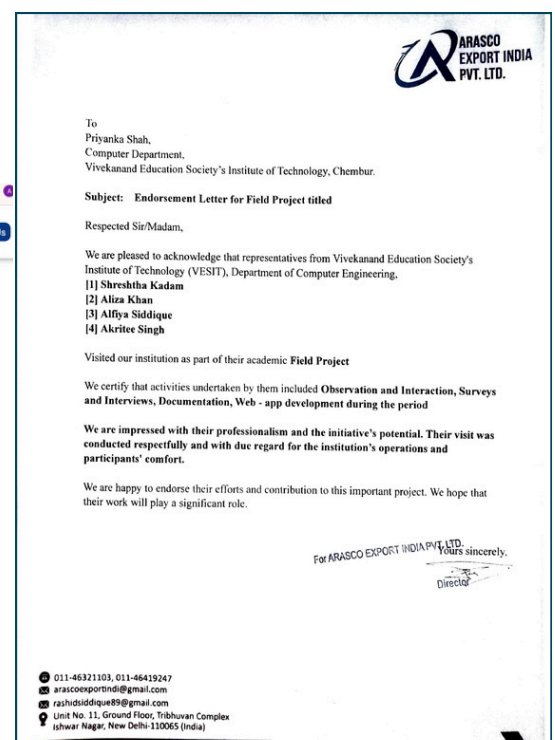 ARASCO
EXPORT INDIA
PVT. LTD.
To
Priyanka Shah,
Computer Department,
Vivekanand Education Society's Institute of Technology, Chembur.
Subject: Endorsement Letter for Field Project titled
Respected Sir/Madam,
We are pleased to acknowledge that representatives from Vivekanand Education Society's
Institute of Technology (VESIT), Department of Computer Engineering,
[1] Shreshtha Kadam
[2] Aliza Khan
[3] Alfiya Siddique
[4] Akritee Singh
Visited our institution as part of their academic Field Project
We certify that activities undertaken by them included Observation and Interaction, Surveys
and Interviews, Documentation, Web - app development during the period
We are impressed with their professionalism and the initiative's potential. Their visit was
conducted respectfully and with due regard for the institution's operations and
participants' comfort.
We are happy to endorse their efforts and contribution to this important project. We hope that
their work will play a significant role.
For ARASCO EXPORT INDIA PVT. LTD.
Yours sincerely,
Director
011-46321103, 011-46419247
arascoexportindi@gmail.com
rashidsiddique89@gmail.com
Unit No. 11, Ground Floor, Tribhuvan Complex
Ishwar Nagar, New Delhi-110065 (India)